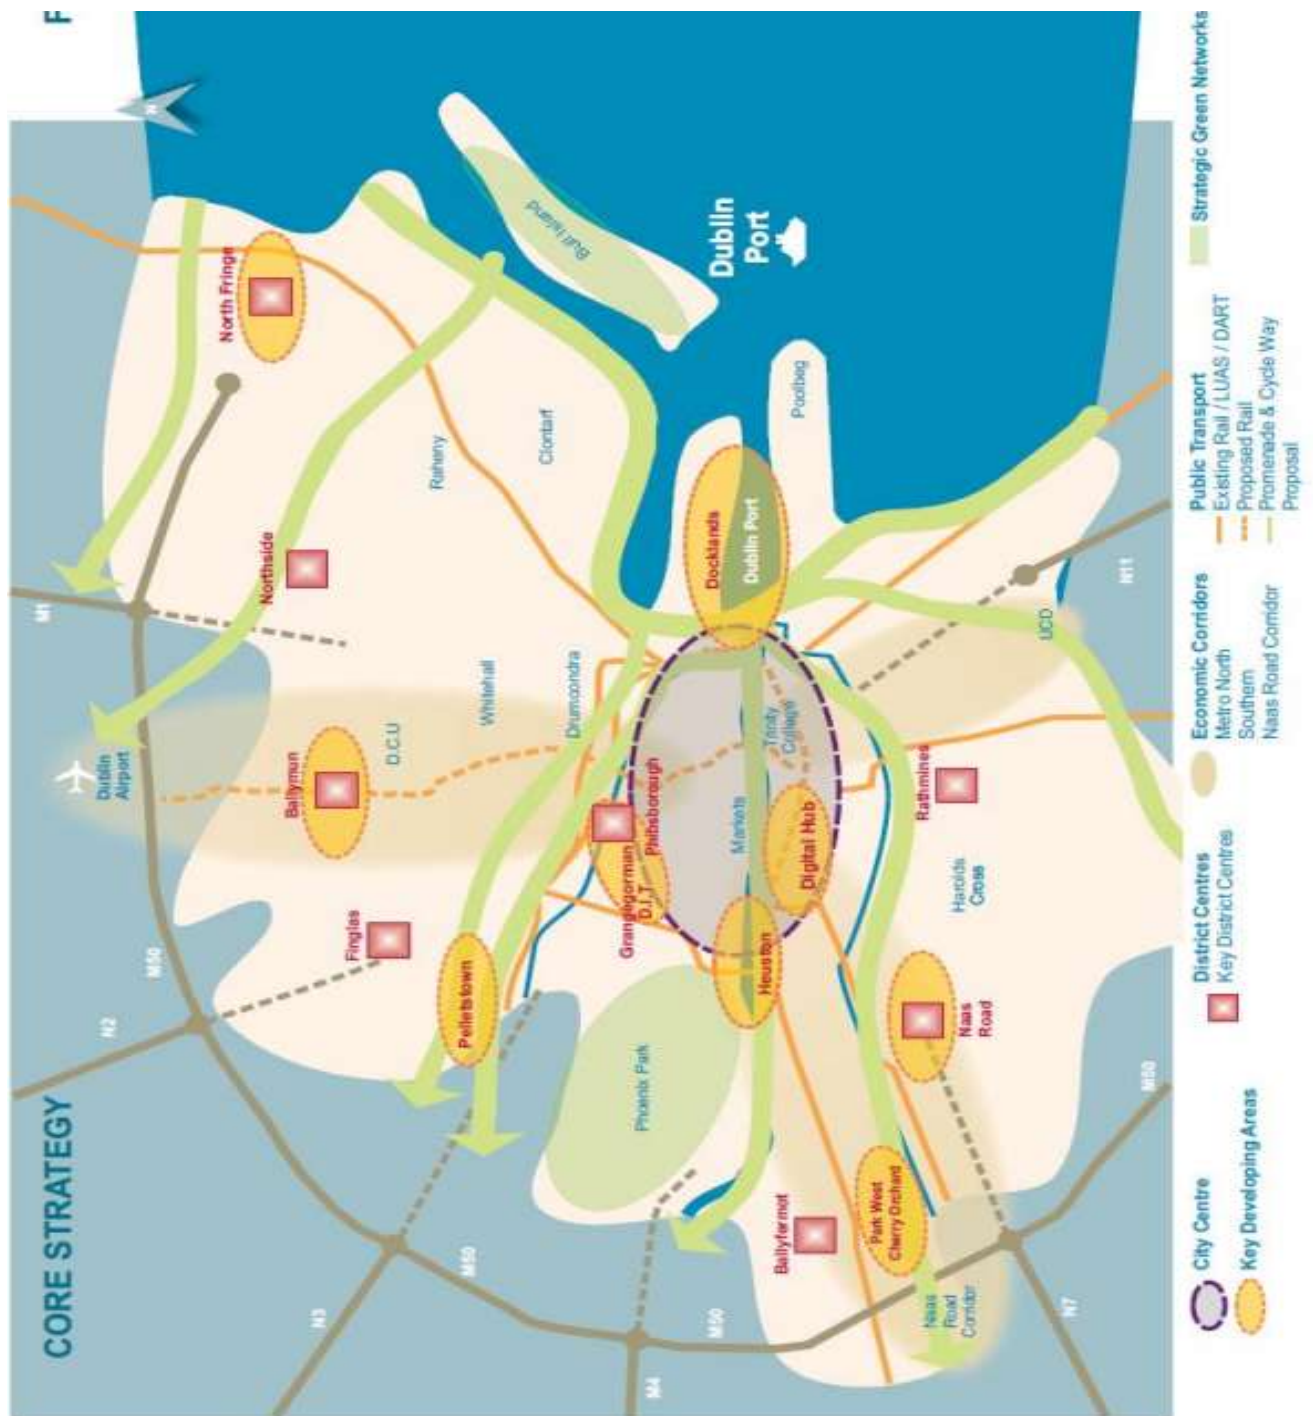 CORE STRATEGY
F
N
M1
M50
N2
N3
M50
M4
M50
N7
M50
N11
Dublin
Airport
North Fringe
Northside
Ballymun
D.C.U
Whitehall
Drumcondra
Raheny
Clontarf
Bull Island
Dublin
Port
Poolbeg
Finglas
Pelletstown
Phibsborough
Grangegorman
D.I.T
Docklands
Dublin Port
Markets
Trinity
College
Digital Hub
Heuston
Phoenix Park
Rathmines
Harolds
Cross
UCD
Naas
Road
Ballyfermot
Park West
Cherry Orchard
Naas
Road
Corridor
City Centre
Key Developing Areas
District Centres
Key District Centres
Economic Corridors
Metro North
Southern
Naas Road Corridor
Public Transport
Existing Rail / LUAS / DART
Proposed Rail
Promenade & Cycle Way
Proposal
Strategic Green Networks